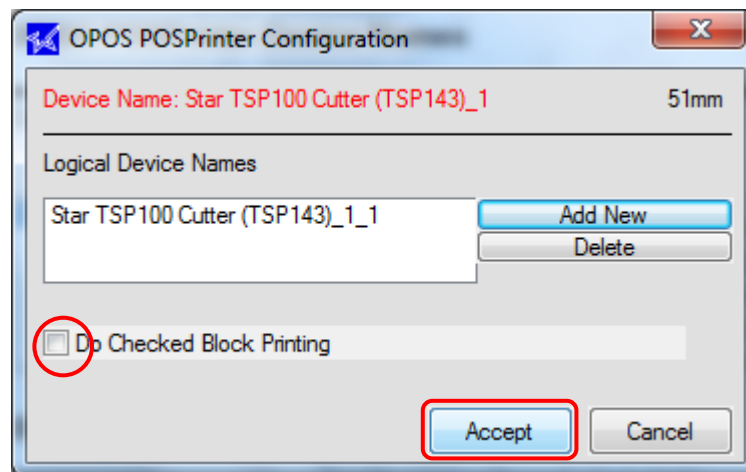 OPOS POSPrinter Configuration
Device Name: Star TSP100 Cutter (TSP143)_1 51mm
Logical Device Names
Star TSP100 Cutter (TSP143)_1_1
Add New
Delete
Do Checked Block Printing
Accept Cancel